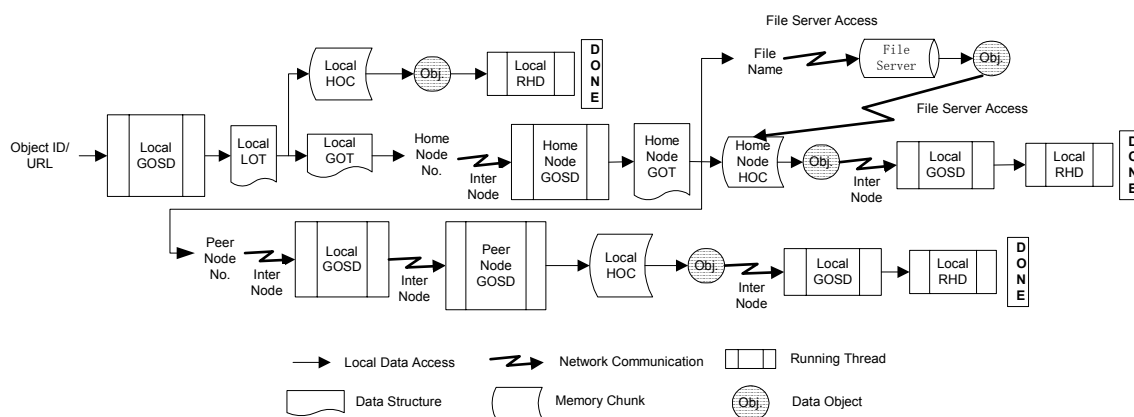 File Server Access
File
Name
File
Server
Obj.
File Server Access
Local
HOC
Obj.
Local
RHD
D
O
N
E
Object ID/
URL
Local
GOSD
Local
LOT
Local
GOT
Home
Node
No.
Inter
Node
Home
Node
GOSD
Home
Node
GOT
Home
Node
HOC
Obj.
Inter
Node
Local
GOSD
Local
RHD
D
O
N
E
Peer
Node
No.
Inter
Node
Local
GOSD
Inter
Node
Peer
Node
GOSD
Local
HOC
Obj.
Inter
Node
Local
GOSD
Local
RHD
D
O
N
E
Local Data Access
Network Communication
Running Thread
Data Structure
Memory Chunk
Obj.
Data Object